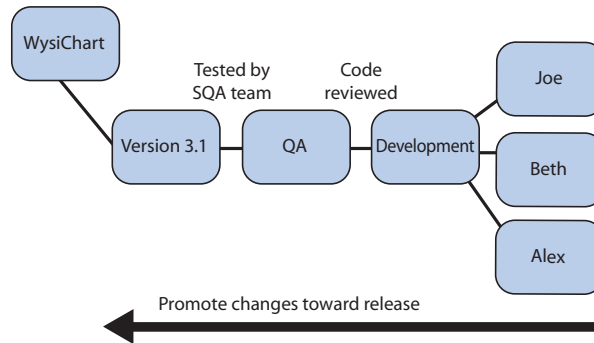 WysiChart
Tested by
SQA team
Code
reviewed
Joe
Version 3.1
QA
Development
Beth
Alex
Promote changes toward release